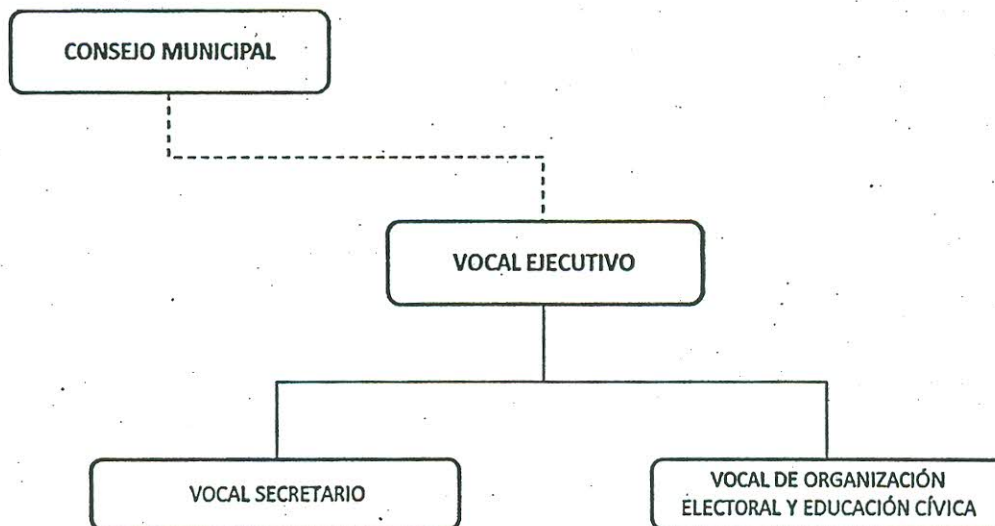 CONSEJO MUNICIPAL
VOCAL EJECUTIVO
VOCAL SECRETARIO
VOCAL DE ORGANIZACIÓN
ELECTORAL Y EDUCACIÓN CÍVICA